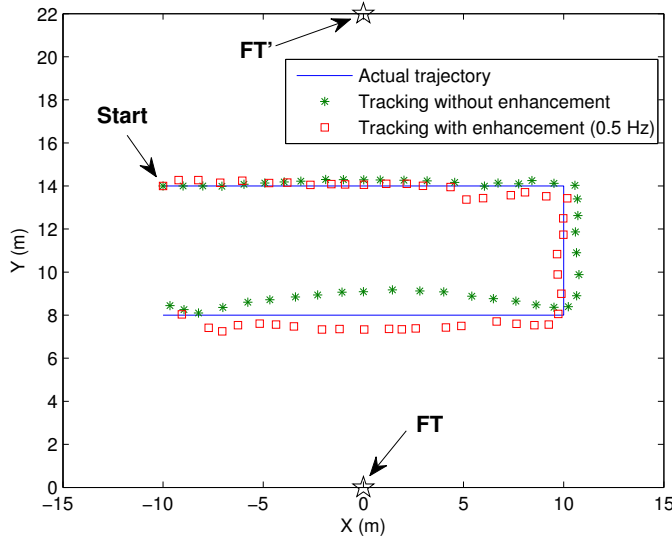 22
FT'
20
Actual trajectory
18
Tracking without enhancement
Start
Tracking with enhancement (0.5 Hz)
16
14
12
Y (m)
10
8
6
4
FT
2
0
−15 −10 −5 0 5 10 15
X (m)